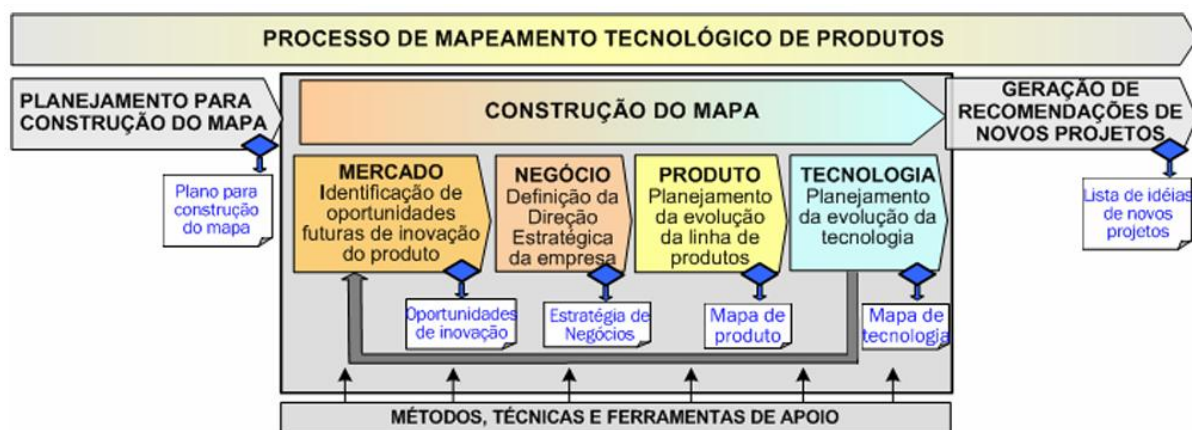 PROCESSO DE MAPEAMENTO TECNOLÓGICO DE PRODUTOS
PLANEJAMENTO PARA
CONSTRUÇÃO DO MAPA
Plano para
construção
do mapa
CONSTRUÇÃO DO MAPA
MERCADO
Identificação de
oportunidades
futuras de inovação
do produto
Oportunidades
de inovação
NEGÓCIO
Definição da
Direção
Estratégica
da empresa
Estratégia de
Negócios
PRODUTO
Planejamento
da evolução
da linha de
produtos
Mapa de
produto
TECNOLOGIA
Planejamento
da evolução da
tecnologia
Mapa de
tecnologia
GERAÇÃO DE
RECOMENDAÇÕES DE
NOVOS PROJETOS
Lista de idéias
de novos
projetos
MÉTODOS, TÉCNICAS E FERRAMENTAS DE APOIO